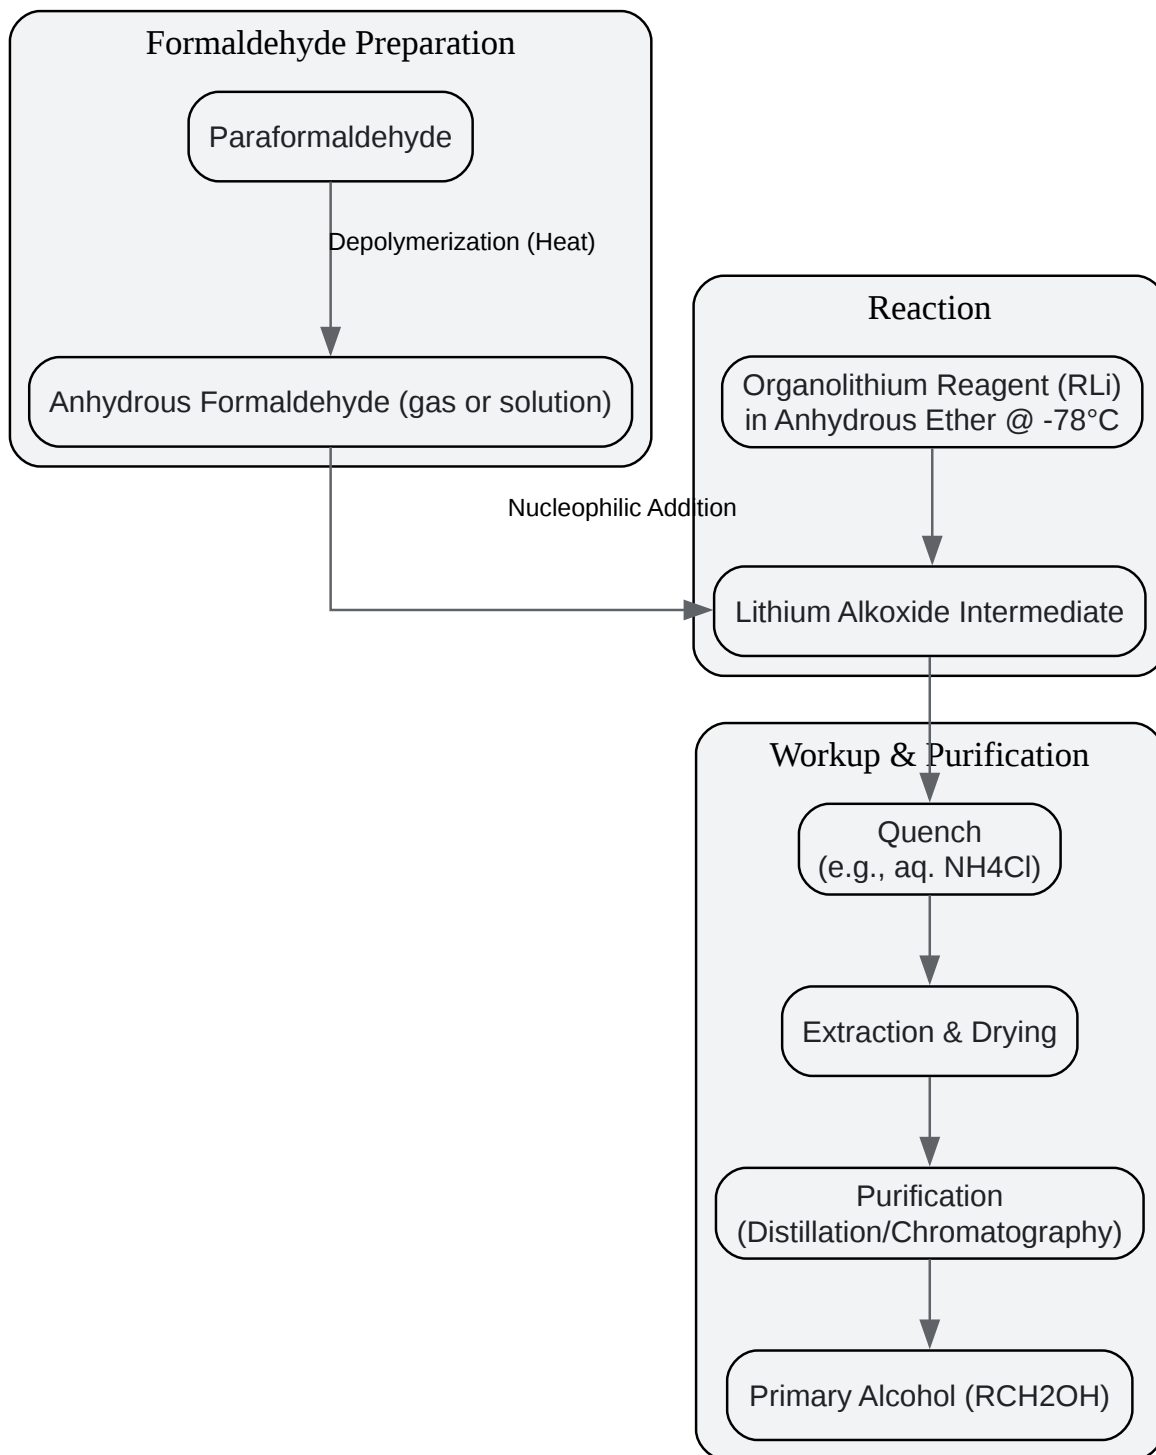 Formaldehyde Preparation
Paraformaldehyde
Depolymerization (Heat)
Anhydrous Formaldehyde (gas or solution)
Reaction
Organolithium Reagent (RLi)
in Anhydrous Ether @ -78°C
Nucleophilic Addition
Lithium Alkoxide Intermediate
Workup & Purification
Quench
(e.g., aq. NH4Cl)
Extraction & Drying
Purification
(Distillation/Chromatography)
Primary Alcohol (RCH2OH)